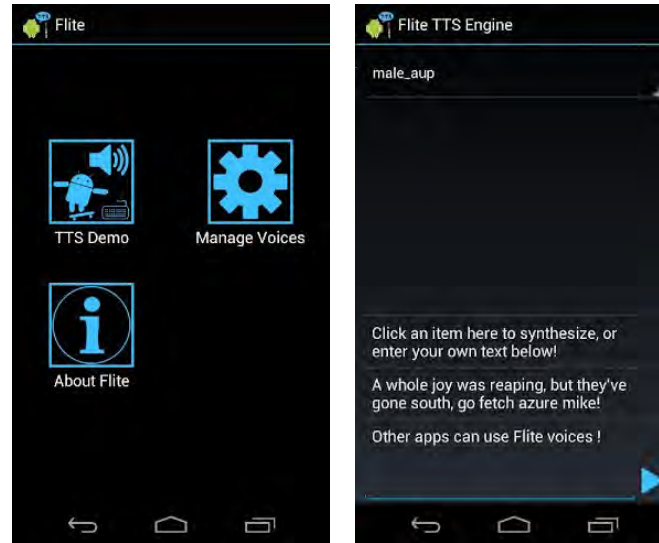 Flite
TTS Demo
Manage Voices
About Flite
Flite TTS Engine
male_aup
Click an item here to synthesize, or
enter your own text below!
A whole joy was reaping, but they've
gone south, go fetch azure mike!
Other apps can use Flite voices !